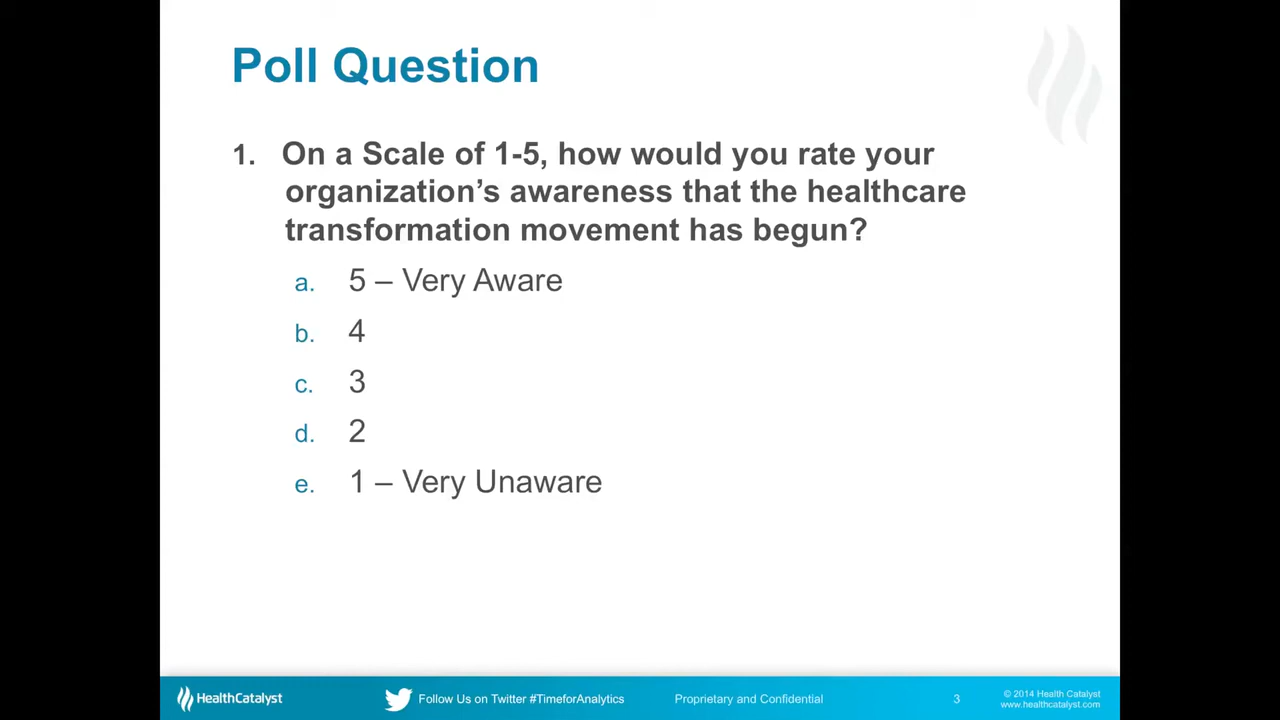 Poll Question
1. On a Scale of 1-5, how would you rate your
organization’s awareness that the healthcare
transformation movement has begun?
a. 5 – Very Aware
b. 4
c. 3
d. 2
e. 1 – Very Unaware
HealthCatalyst
Follow Us on Twitter #TimeforAnalytics
Proprietary and Confidential
3
© 2014 Health Catalyst
www.healthcatalyst.com